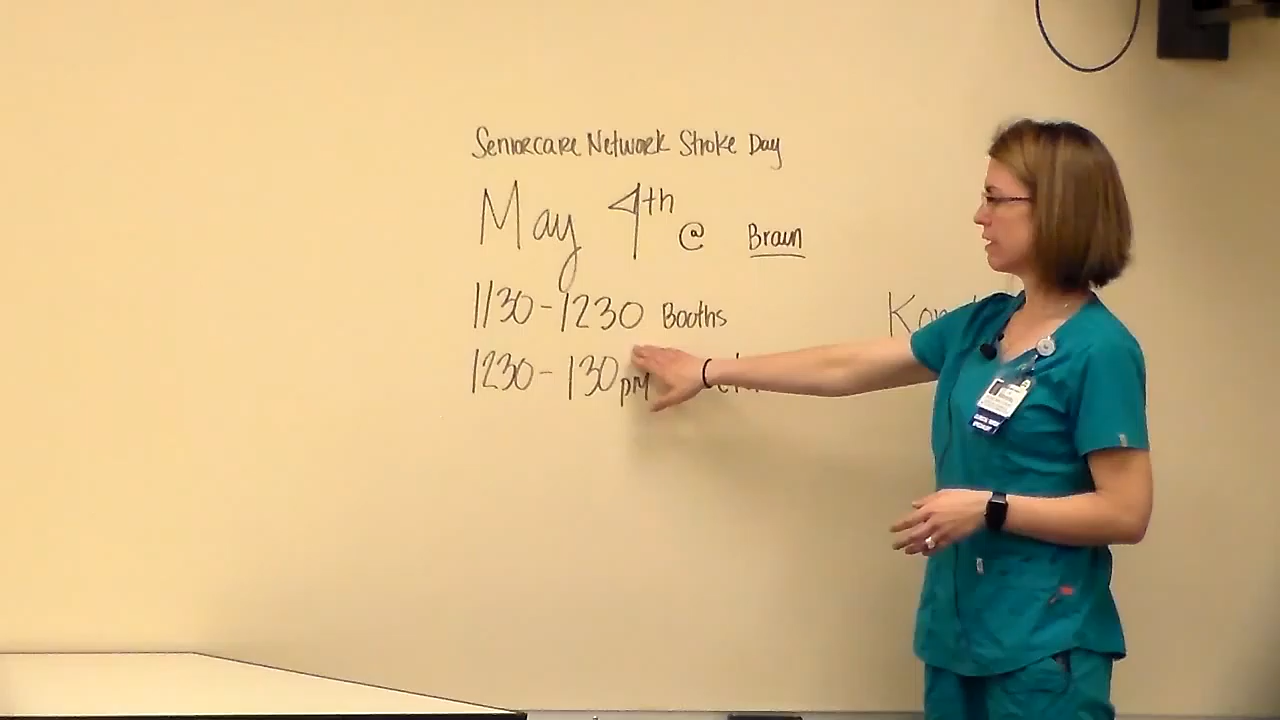 Seniorcare Network Stroke Day
May 4th @ Braun
1130-1230 Booths
1230-130pm